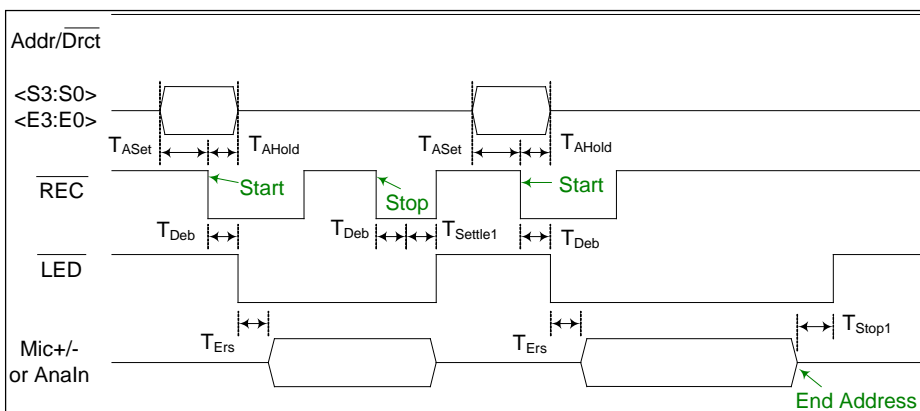 Addr/Drct
<S3:S0>
<E3:E0>
TASet
TAHold
TASet
TAHold
REC
Start
Stop
Start
TDeb
TDeb
TSettle1
TDeb
LED
TErs
TErs
TStop1
Mic+/-
or AnaIn
End Address